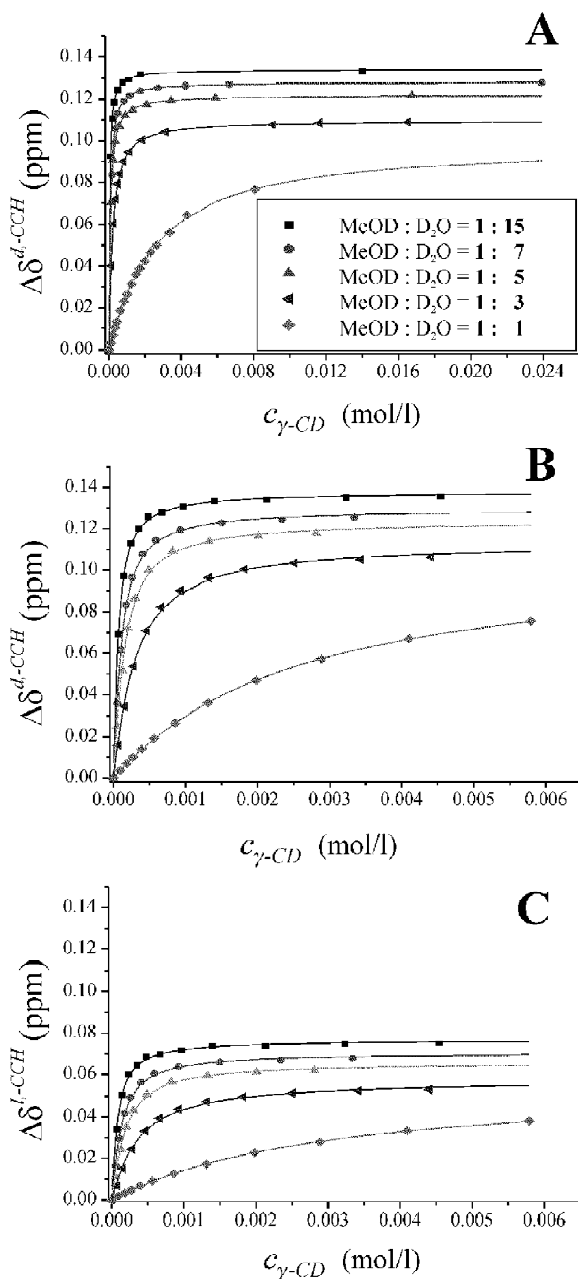 A
0.14
0.12
0.10
0.08
0.06
0.04
0.02
0.00
Δδ^{d,-CCH} (ppm)
MeOD : D₂O = 1 : 15
MeOD : D₂O = 1 : 7
MeOD : D₂O = 1 : 5
MeOD : D₂O = 1 : 3
MeOD : D₂O = 1 : 1
0.000 0.004 0.008 0.012 0.016 0.020 0.024
c_{γ-CD} (mol/l)
B
0.14
0.12
0.10
0.08
0.06
0.04
0.02
0.00
Δδ^{d,-CCH} (ppm)
0.000 0.001 0.002 0.003 0.004 0.005 0.006
c_{γ-CD} (mol/l)
C
0.14
0.12
0.10
0.08
0.06
0.04
0.02
0.00
Δδ^{l,-CCH} (ppm)
0.000 0.001 0.002 0.003 0.004 0.005 0.006
c_{γ-CD} (mol/l)